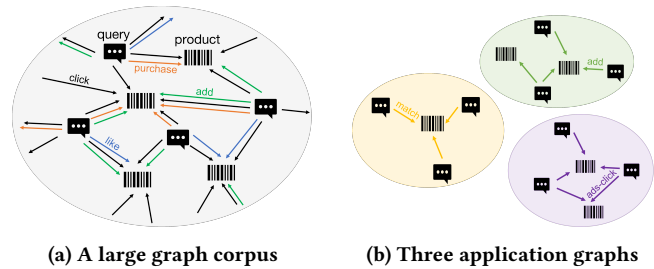 query
product
purchase
click
add
like
(a) A large graph corpus
match
add
ads-click
(b) Three application graphs